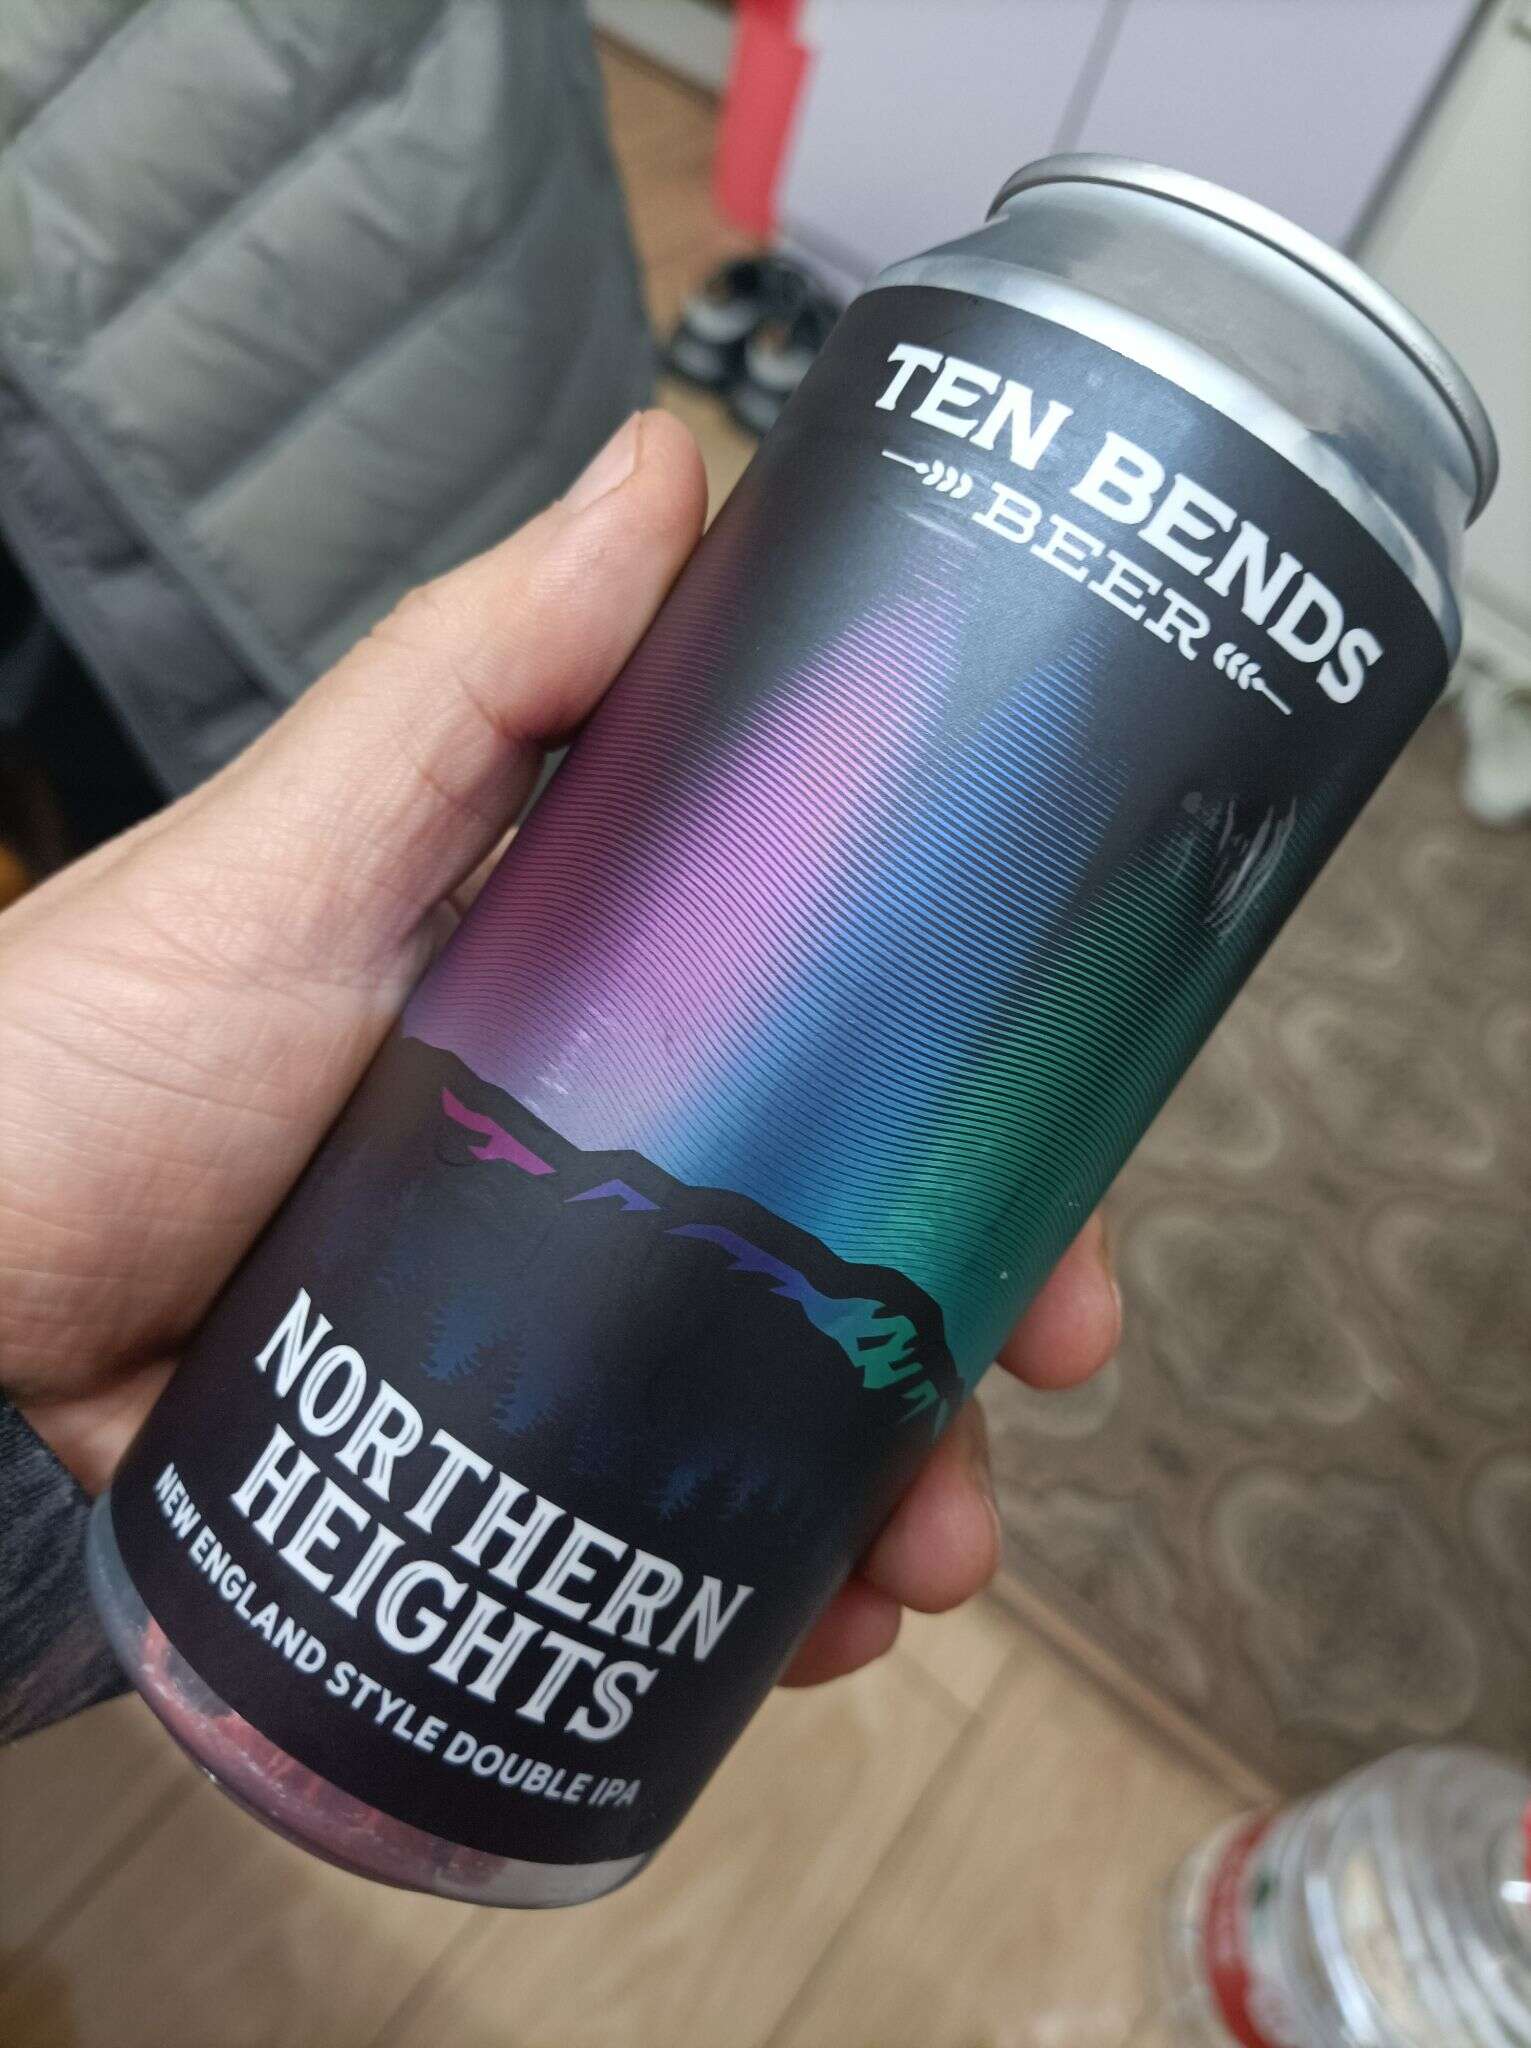 TEN BENDS
BEER
NORTHERN
HEIGHTS
NEW ENGLAND STYLE DOUBLE IPA